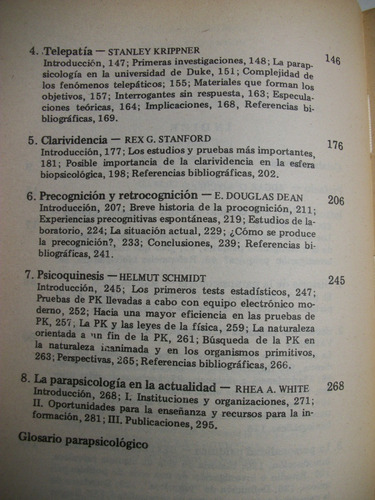 4. Telepatía — STANLEY KRIPPNER 146
Introducción, 147; Primeras investigaciones, 148; La parap-
sicología en la universidad de Duke, 151; Complejidad de
los fenómenos telepáticos; 155; Materiales que forman los
objetivos, 157; Interrogantes sin respuesta, 163; Especula-
ciones teóricas, 164; Implicaciones, 168, Referencias biblio-
gráficas, 169.
5. Clarividencia — REX G. STANFORD 176
Introducción, 177; Los estudios y pruebas más importantes,
181; Posible importancia de la clarividencia en la esfera
biopsicológica, 198; Referencias bibliográficas, 202.
6. Precognición y retrocognición — E. DOUGLAS DEAN 206
Introducción, 207; Breve historia de la procognición, 211;
Experiencias precognitivas espontáneas, 219; Estudios de la-
boratorio, 224; La situación actual, 229; ¿Cómo se produce
la precognición?, 233; Conclusiones, 239; Referencias bi-
bliográficas, 241.
7. Psicoquinesis — HELMUT SCHMIDT 245
Introducción, 245; Los primeros tests estadísticos, 247;
Pruebas de PK llevadas a cabo con equipo electrónico mo-
derno, 252; Hacia una mayor eficiencia en las pruebas de
PK, 257, La PK y las leyes de la física, 259; La naturaleza
orientada a un fin de la PK, 261; Búsqueda de la PK en
la naturaleza inanimada y en los organismos primitivos,
263; Perspectivas, 265; Referencias bibliográficas, 266.
8. La parapsicología en la actualidad — RHEA A. WHITE 268
Introducción, 268; I. Instituciones y organizaciones, 271;
II. Oportunidades para la enseñanza y recursos para la in-
formación, 281; III. Publicaciones, 295.
Glosario parapsicológico